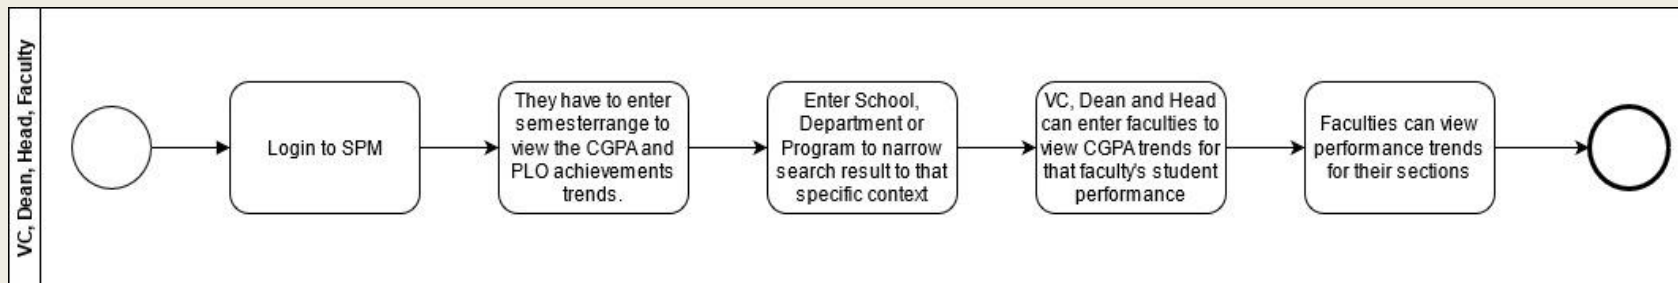 VC, Dean, Head, Faculty
Login to SPM
They have to enter
semesterrange to
view the CGPA and
PLO achievements
trends.
Enter School,
Department or
Program to narrow
search result to that
specific context
VC, Dean and Head
can enter faculties to
view CGPA trends for
that faculty's student
performance
Faculties can view
performance trends
for their sections